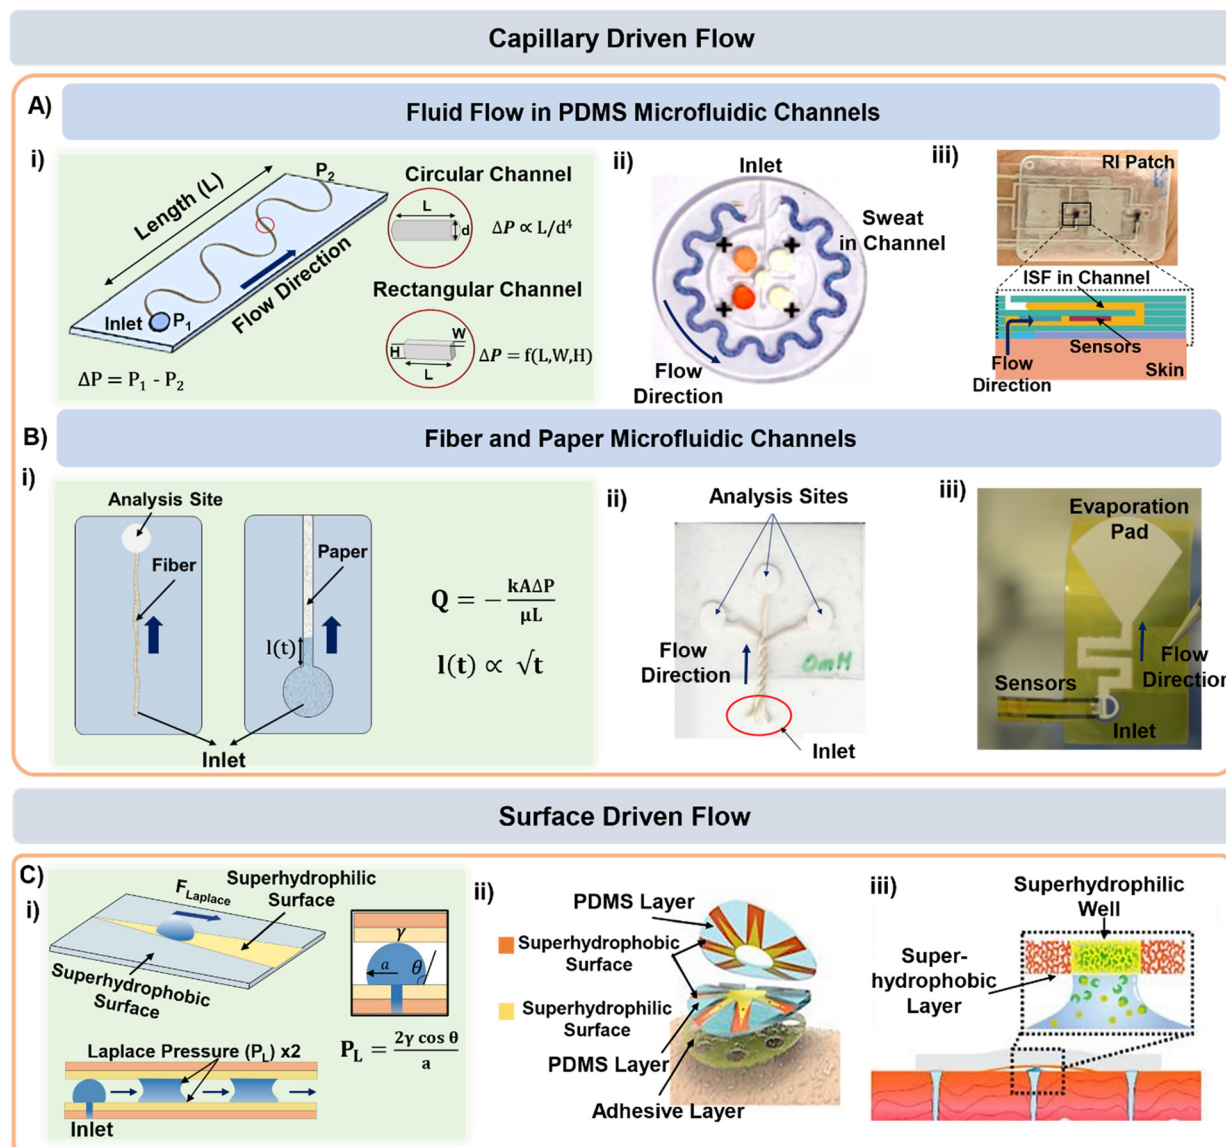 Capillary Driven Flow
A)
Fluid Flow in PDMS Microfluidic Channels
i)
Length (L)
P₂
Inlet
P₁
Flow Direction
ΔP = P₁ - P₂
Circular Channel
L
d
ΔP ∝ L/d⁴
Rectangular Channel
W
H
L
ΔP = f(L,W,H)
ii)
Inlet
Sweat
in Channel
Flow
Direction
iii)
RI Patch
ISF in Channel
Sensors
Flow
Direction
Skin
B)
Fiber and Paper Microfluidic Channels
i)
Analysis Site
Fiber
Paper
l(t)
Inlet
Q = − kAΔP / μL
l(t) ∝ √t
ii)
Analysis Sites
Flow
Direction
0mM
Inlet
iii)
Evaporation
Pad
Flow
Direction
Sensors
Inlet
Surface Driven Flow
C)
i)
F_Laplace
Superhydrophilic
Surface
Superhydrophobic
Surface
γ
a
θ
Laplace Pressure (P_L) x2
Inlet
P_L = 2γ cos θ / a
ii)
PDMS Layer
Superhydrophobic
Surface
Superhydrophilic
Surface
PDMS Layer
Adhesive Layer
iii)
Superhydrophilic
Well
Super-
hydrophobic
Layer